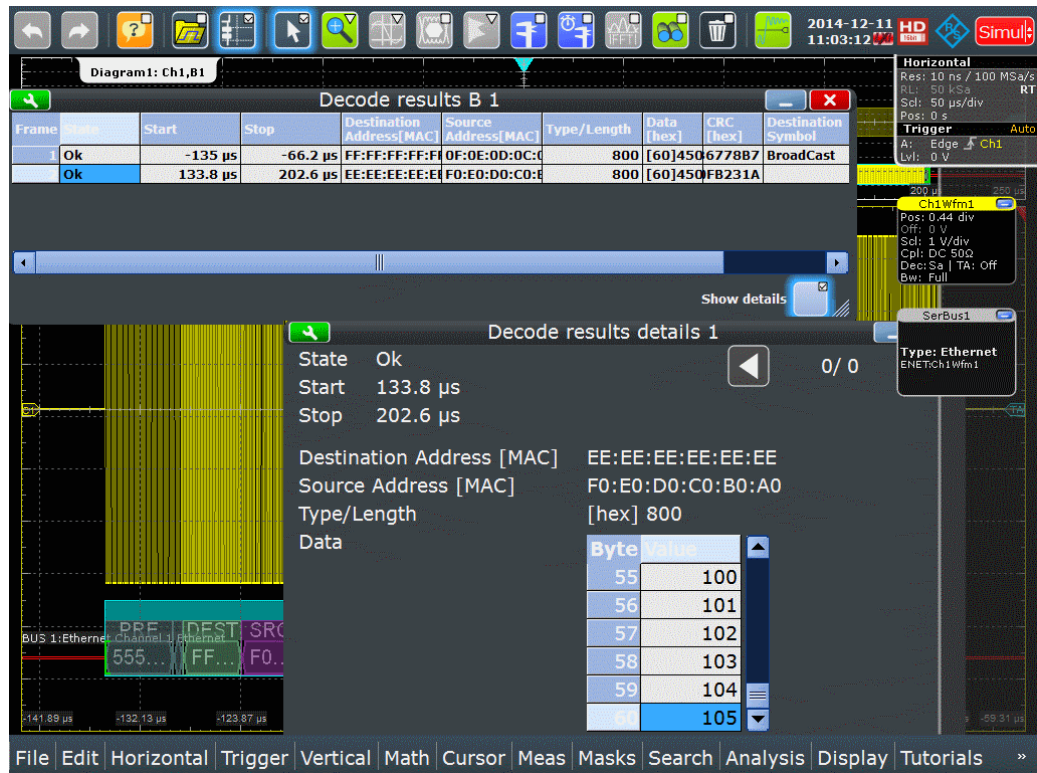 2014-12-11
11:03:12
HD
Simul
Diagram1: Ch1,B1
Horizontal
Res: 10 ns / 100 MSa/s
RL: 50 kSa RT
Scl: 50 µs/div
Pos: 0 s
Trigger Auto
A: Edge Ch1
Lvl: 0 V
Decode results B 1
Frame State Start Stop Destination Address[MAC] Source Address[MAC] Type/Length Data [hex] CRC [hex] Destination Symbol
1 Ok -135 µs -66.2 µs FF:FF:FF:FF:FF 0F:0E:0D:0C:0 800 [60]450 6778B7 BroadCast
2 Ok 133.8 µs 202.6 µs EE:EE:EE:EE:EE F0:E0:D0:C0:B 800 [60]450 FB231A
200 µs 250 µs
Ch1Wfm1
Pos: 0.44 div
Off: 0 V
Scl: 1 V/div
Cpl: DC 50Ω
Dec: Sa | TA: Off
Bw: Full
Show details
SerBus1
Type: Ethernet
ENET:Ch1Wfm1
Decode results details 1
State Ok
0/ 0
Start 133.8 µs
Stop 202.6 µs
TA
Destination Address [MAC] EE:EE:EE:EE:EE:EE
Source Address [MAC] F0:E0:D0:C0:B0:A0
Type/Length [hex] 800
Data
Byte Value
55 100
56 101
57 102
58 103
59 104
60 105
PRE DEST SRC
BUS 1:Ethernet Channel 1 Ethernet
555... FF... F0..
-141.89 µs -132.13 µs -123.87 µs -59.31 µs
File Edit Horizontal Trigger Vertical Math Cursor Meas Masks Search Analysis Display Tutorials »